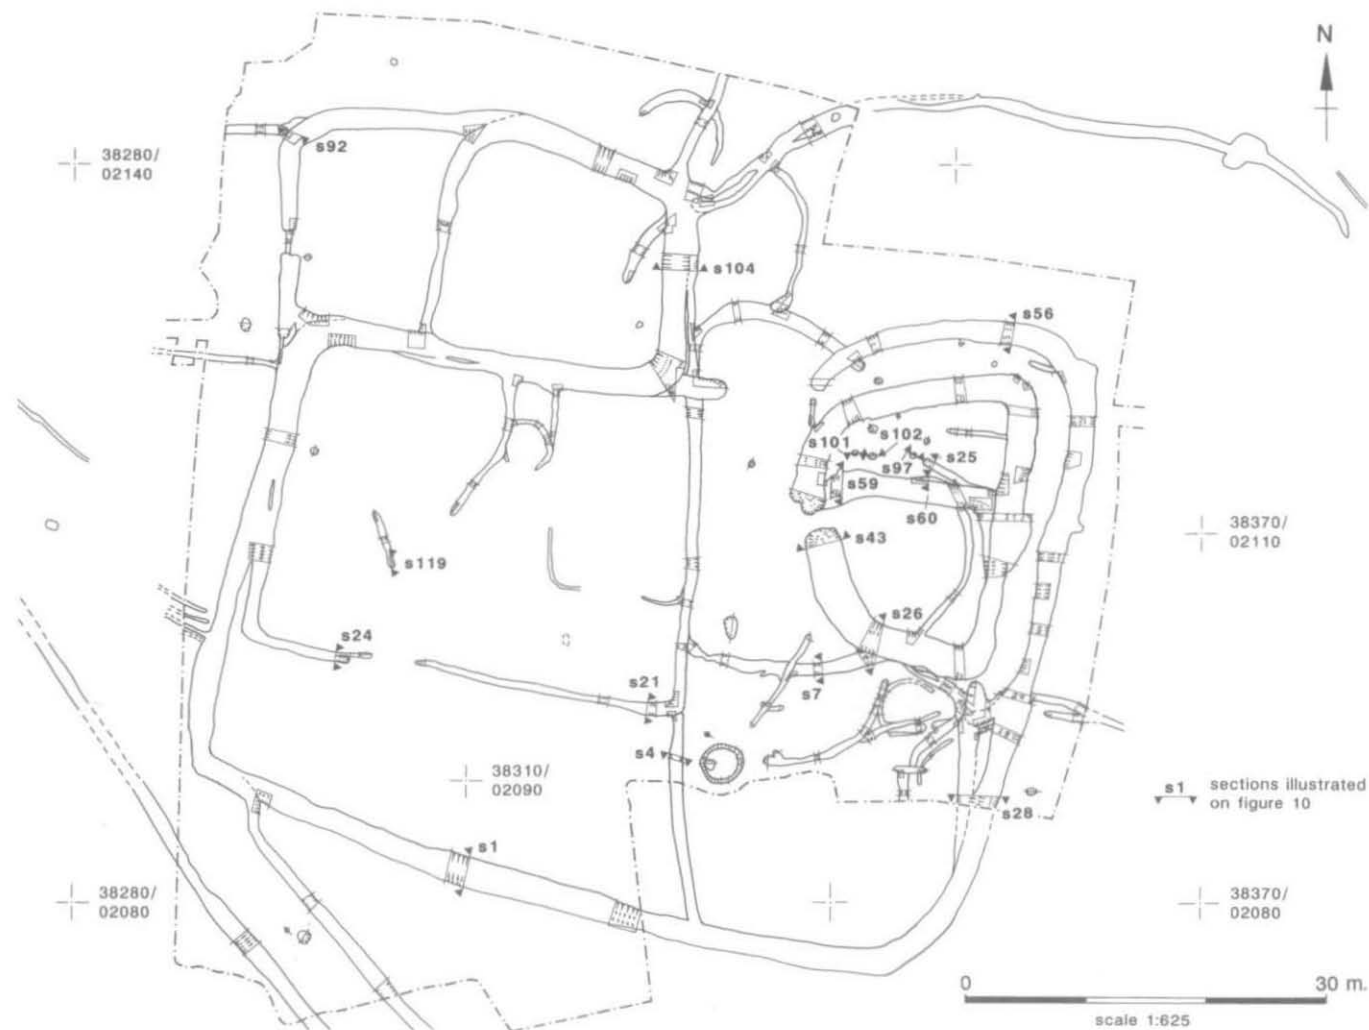 N
38280/
02140
s92
s104
s56
s101
s102
s97
s25
s59
s60
s43
38370/
02110
s119
s26
s24
s21
s7
s4
38310/
02090
s1 sections illustrated
on figure 10
s28
s1
38280/
02080
38370/
02080
0 30 m.
scale 1:625